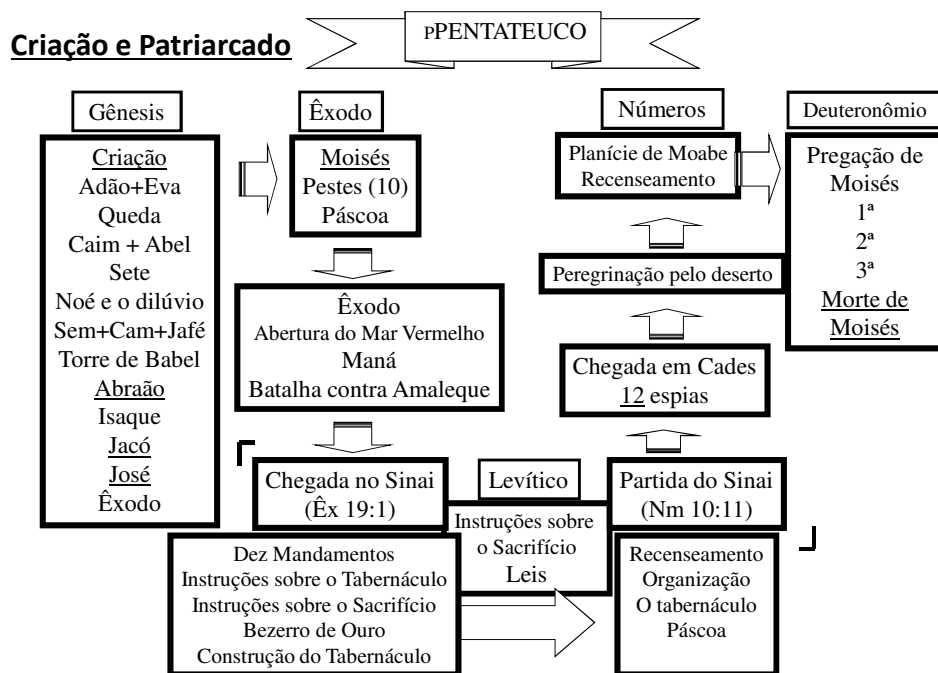 Criação e Patriarcado
pPENTATEUCO
Gênesis
Criação
Adão+Eva
Queda
Caim + Abel
Sete
Noé e o dilúvio
Sem+Cam+Jafé
Torre de Babel
Abraão
Isaque
Jacó
José
Êxodo
Êxodo
Moisés
Pestes (10)
Páscoa
Êxodo
Abertura do Mar Vermelho
Maná
Batalha contra Amaleque
Chegada no Sinai
(Êx 19:1)
Dez Mandamentos
Instruções sobre o Tabernáculo
Instruções sobre o Sacrifício
Bezerro de Ouro
Construção do Tabernáculo
Levítico
Instruções sobre
o Sacrifício
Leis
Partida do Sinai
(Nm 10:11)
Recenseamento
Organização
O tabernáculo
Páscoa
Chegada em Cades
12 espias
Peregrinação pelo deserto
Números
Planície de Moabe
Recenseamento
Deuteronômio
Pregação de
Moisés
1ª
2ª
3ª
Morte de
Moisés